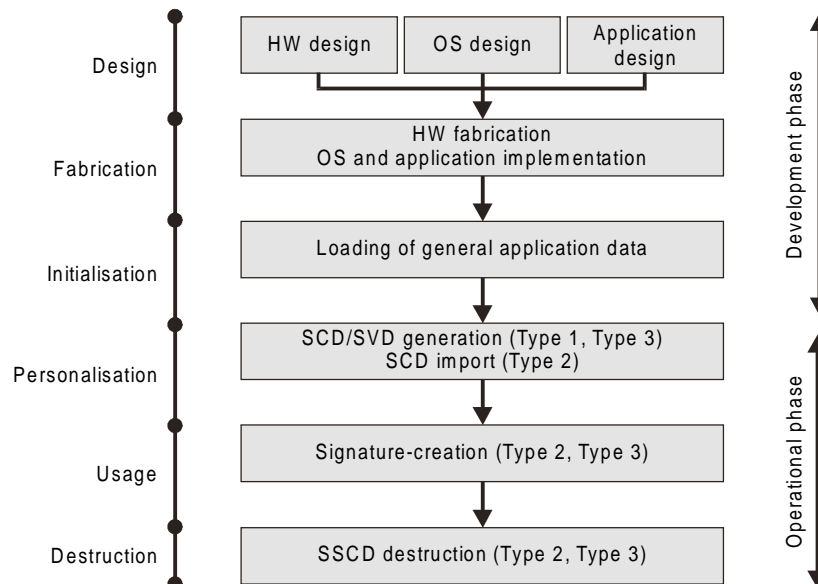 Design
HW design
OS design
Application
design
Fabrication
HW fabrication
OS and application implementation
Initialisation
Loading of general application data
Development phase
Personalisation
SCD/SVD generation (Type 1, Type 3)
SCD import (Type 2)
Usage
Signature-creation (Type 2, Type 3)
Destruction
SSCD destruction (Type 2, Type 3)
Operational phase